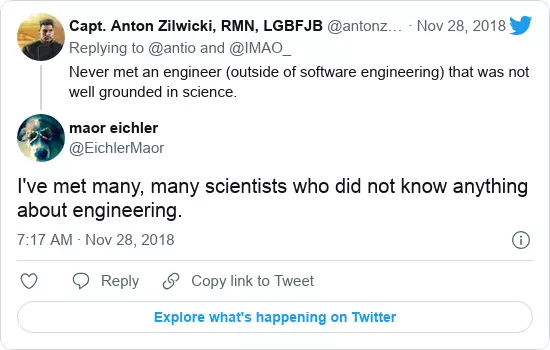 Capt. Anton Zilwicki, RMN, LGBFJB @antonz... · Nov 28, 2018
Replying to @antio and @IMAO_
Never met an engineer (outside of software engineering) that was not
well grounded in science.
maor eichler
@EichlerMaor
I've met many, many scientists who did not know anything
about engineering.
7:17 AM · Nov 28, 2018
Reply
Copy link to Tweet
Explore what's happening on Twitter